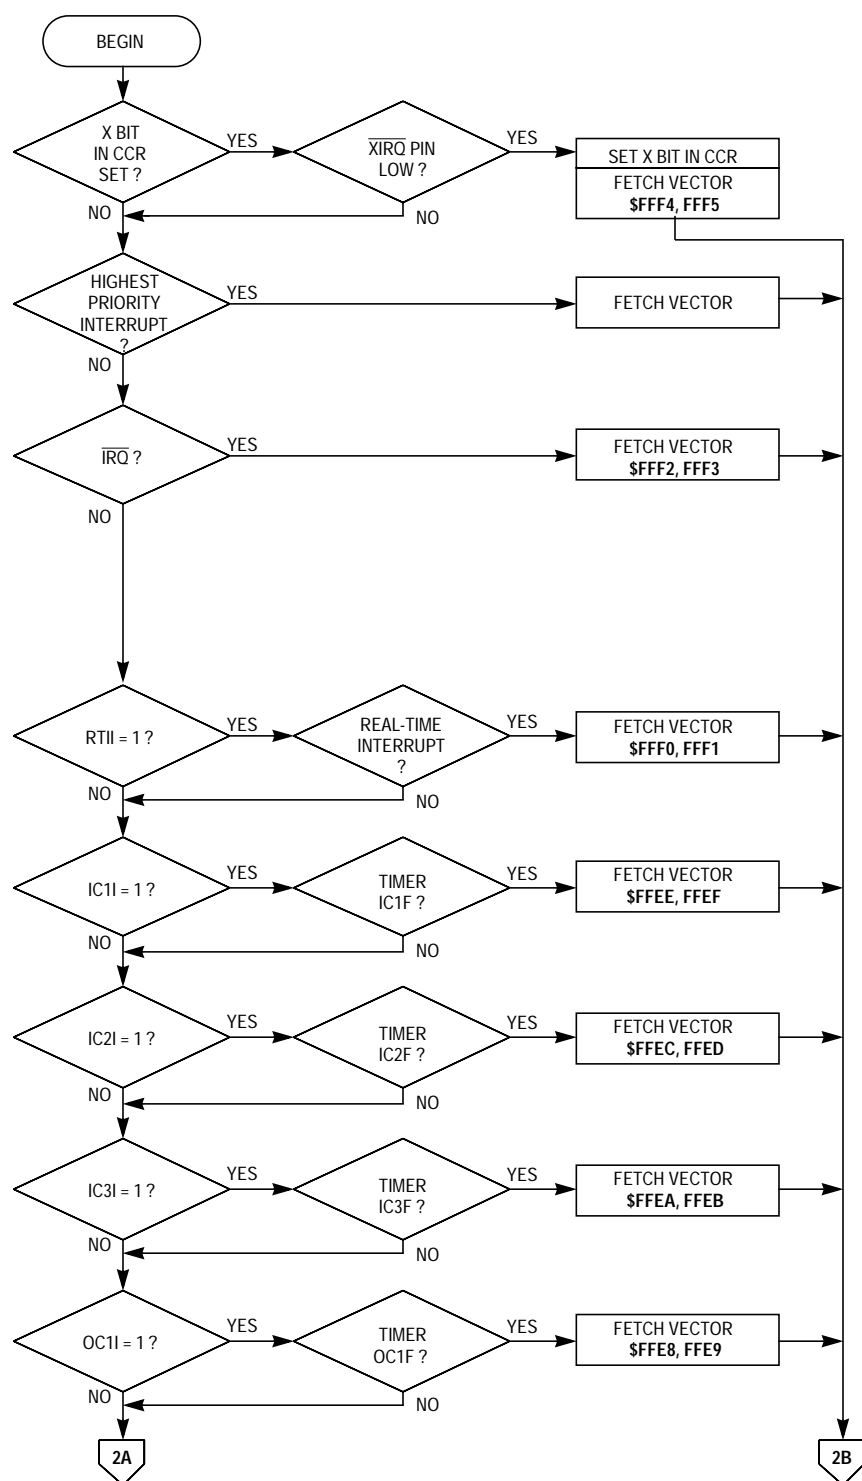 BEGIN
X BIT
IN CCR
SET ?
YES
X̅I̅R̅Q̅ PIN
LOW ?
YES
SET X BIT IN CCR
FETCH VECTOR
$FFF4, FFF5
NO
NO
HIGHEST
PRIORITY
INTERRUPT
?
YES
FETCH VECTOR
NO
I̅R̅Q̅ ?
YES
FETCH VECTOR
$FFF2, FFF3
NO
RTII = 1 ?
YES
REAL-TIME
INTERRUPT
?
YES
FETCH VECTOR
$FFF0, FFF1
NO
NO
IC1I = 1 ?
YES
TIMER
IC1F ?
YES
FETCH VECTOR
$FFEE, FFEF
NO
NO
IC2I = 1 ?
YES
TIMER
IC2F ?
YES
FETCH VECTOR
$FFEC, FFED
NO
NO
IC3I = 1 ?
YES
TIMER
IC3F ?
YES
FETCH VECTOR
$FFEA, FFEB
NO
NO
OC1I = 1 ?
YES
TIMER
OC1F ?
YES
FETCH VECTOR
$FFE8, FFE9
NO
NO
2A
2B